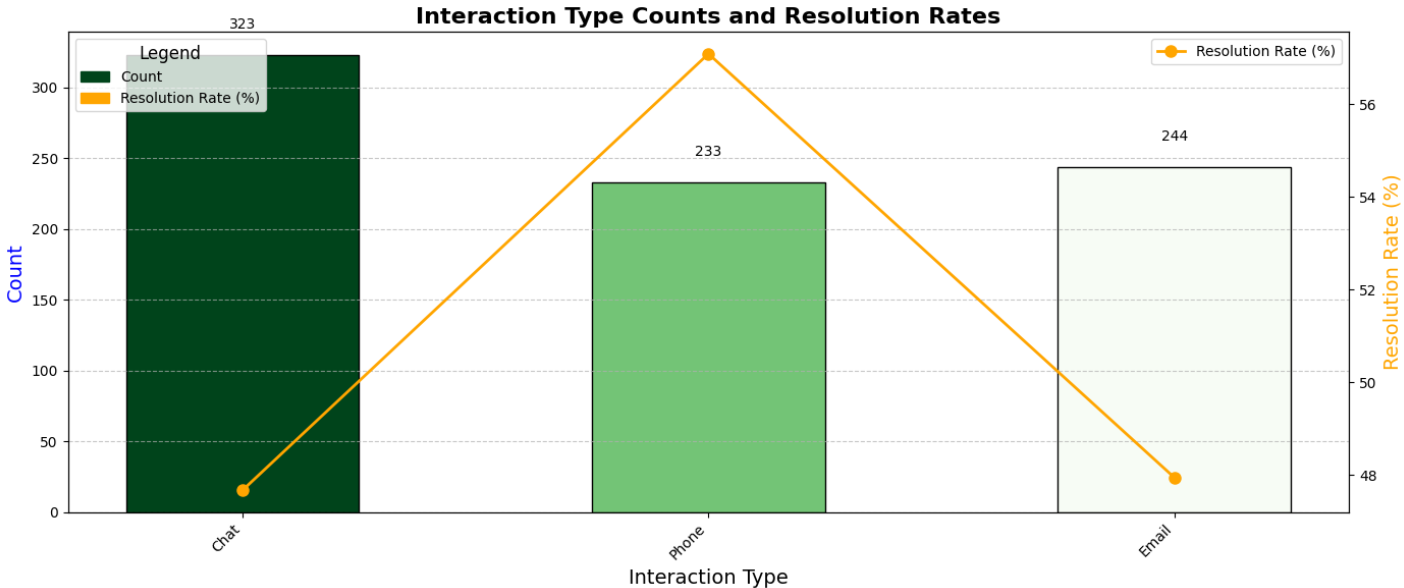 Interaction Type Counts and Resolution Rates
323
Legend
Count
Resolution Rate (%)
Resolution Rate (%)
233
244
300
250
200
150
100
50
0
Count
56
54
52
50
48
Resolution Rate (%)
Chat
Phone
Email
Interaction Type